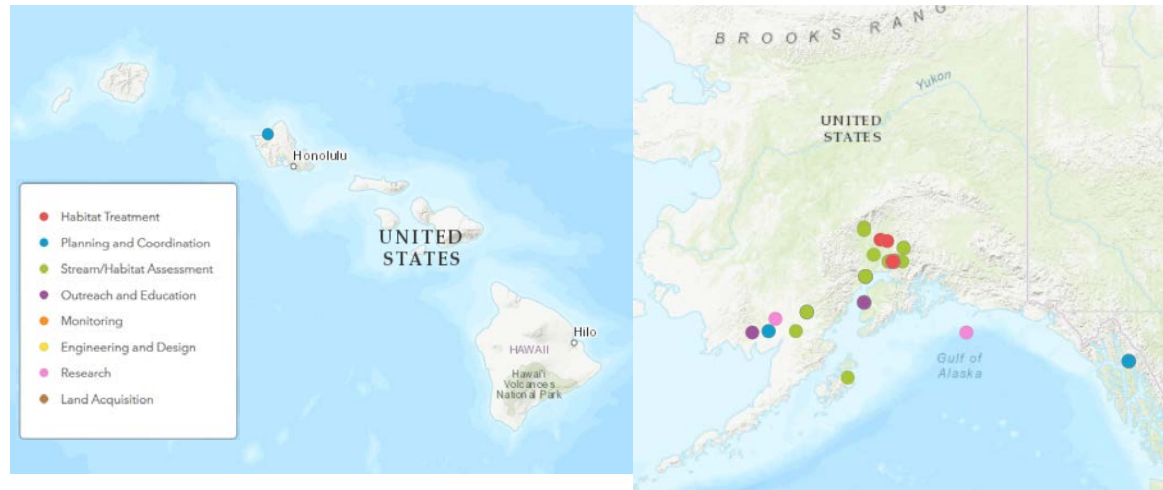 Honolulu
UNITED
STATES
HAWAII
Hawai'i
Volcanoes
National Park
Hilo
Habitat Treatment
Planning and Coordination
Stream/Habitat Assessment
Outreach and Education
Monitoring
Engineering and Design
Research
Land Acquisition
BROOKS RANG
Yukon
UNITED
STATES
Gulf of
Alaska